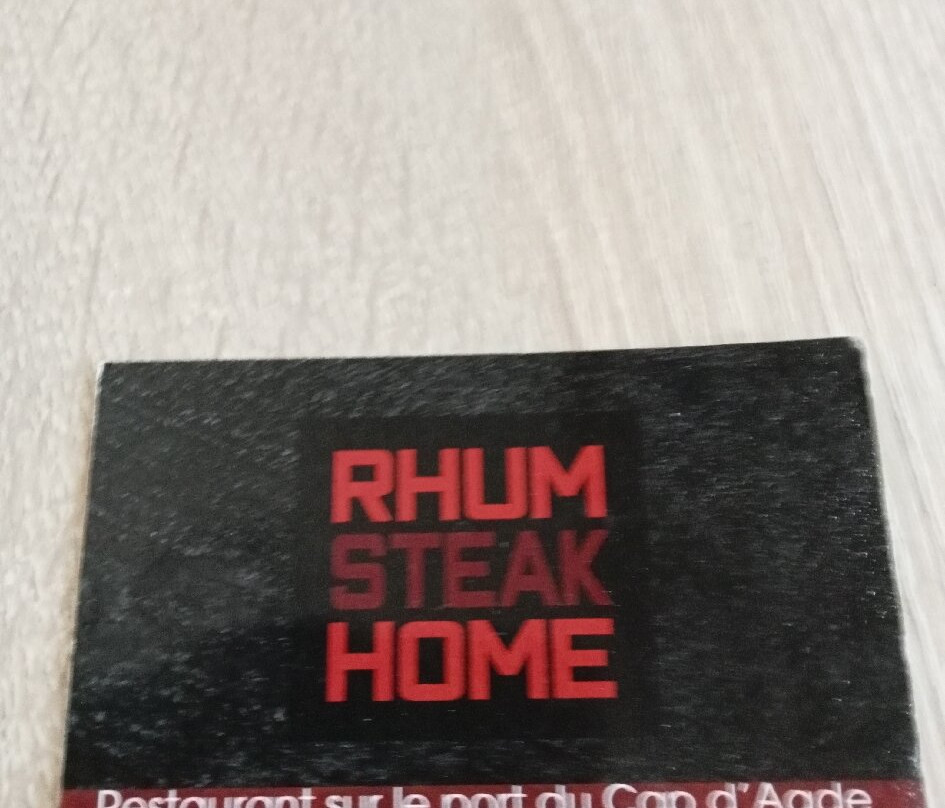 RHUM
STEAK
HOME
Restaurant sur le port du Cap d'Agde